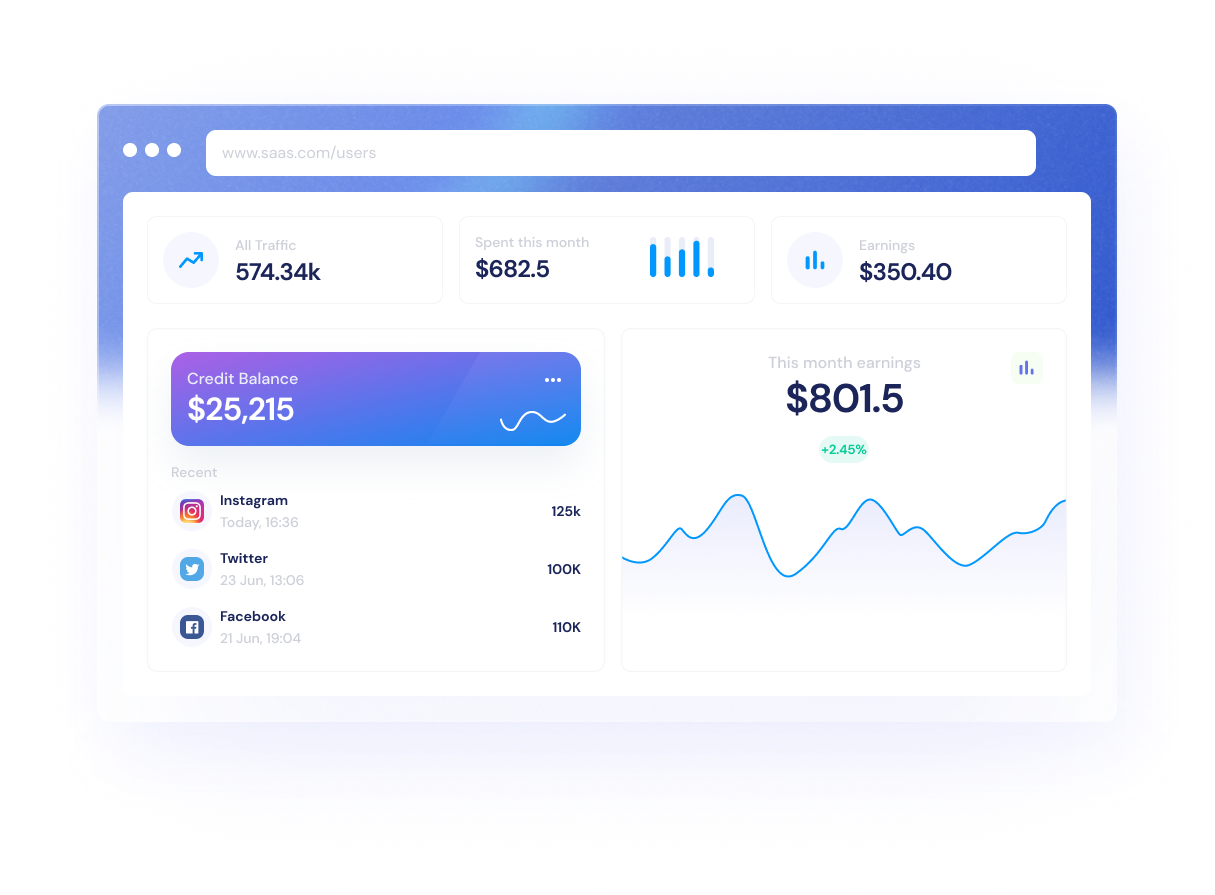 www.saas.com/users
All Traffic
574.34k
Spent this month
$682.5
Earnings
$350.40
Credit Balance
$25,215
Recent
Instagram
Today, 16:36
125k
Twitter
23 Jun, 13:06
100K
Facebook
21 Jun, 19:04
110K
This month earnings
$801.5
+2.45%